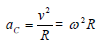 a_C = v²/R = ω²R